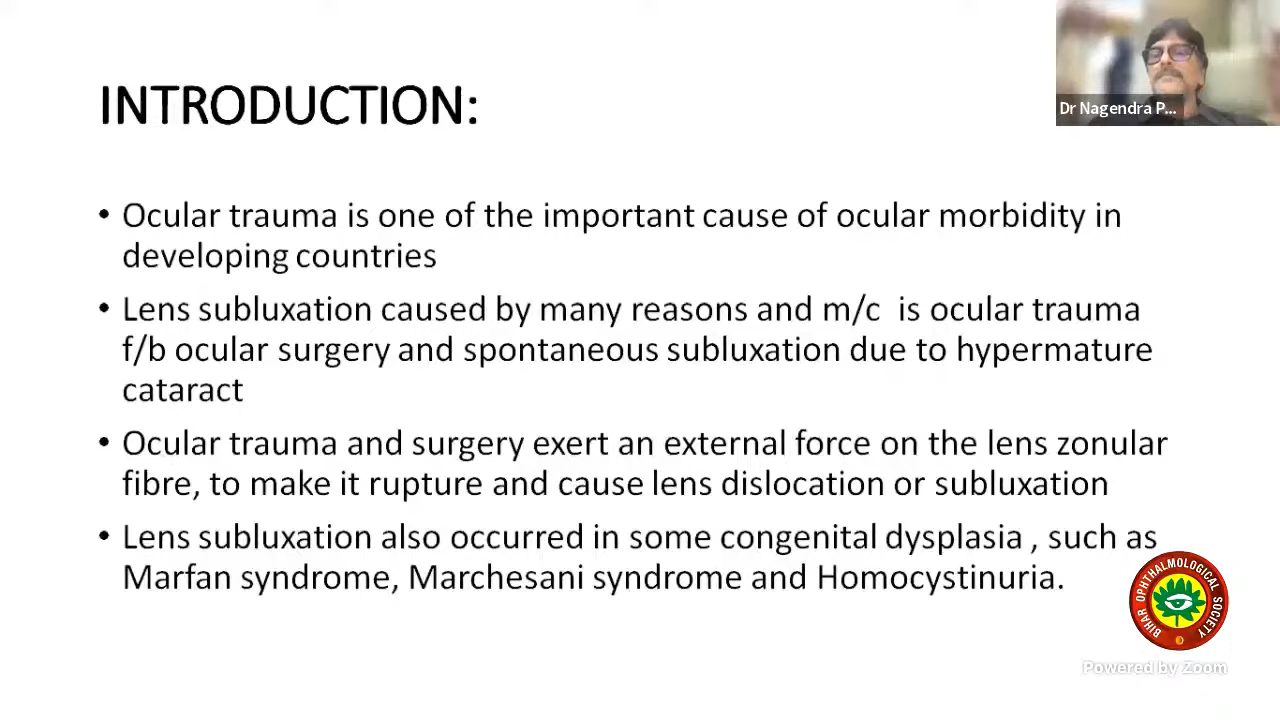 INTRODUCTION:
Dr Nagendra P...
• Ocular trauma is one of the important cause of ocular morbidity in
developing countries
• Lens subluxation caused by many reasons and m/c is ocular trauma
f/b ocular surgery and spontaneous subluxation due to hypermature
cataract
• Ocular trauma and surgery exert an external force on the lens zonular
fibre, to make it rupture and cause lens dislocation or subluxation
• Lens subluxation also occurred in some congenital dysplasia , such as
Marfan syndrome, Marchesani syndrome and Homocystinuria.
BIHAR OPHTHALMOLOGICAL SOCIETY
Powered by Zoom